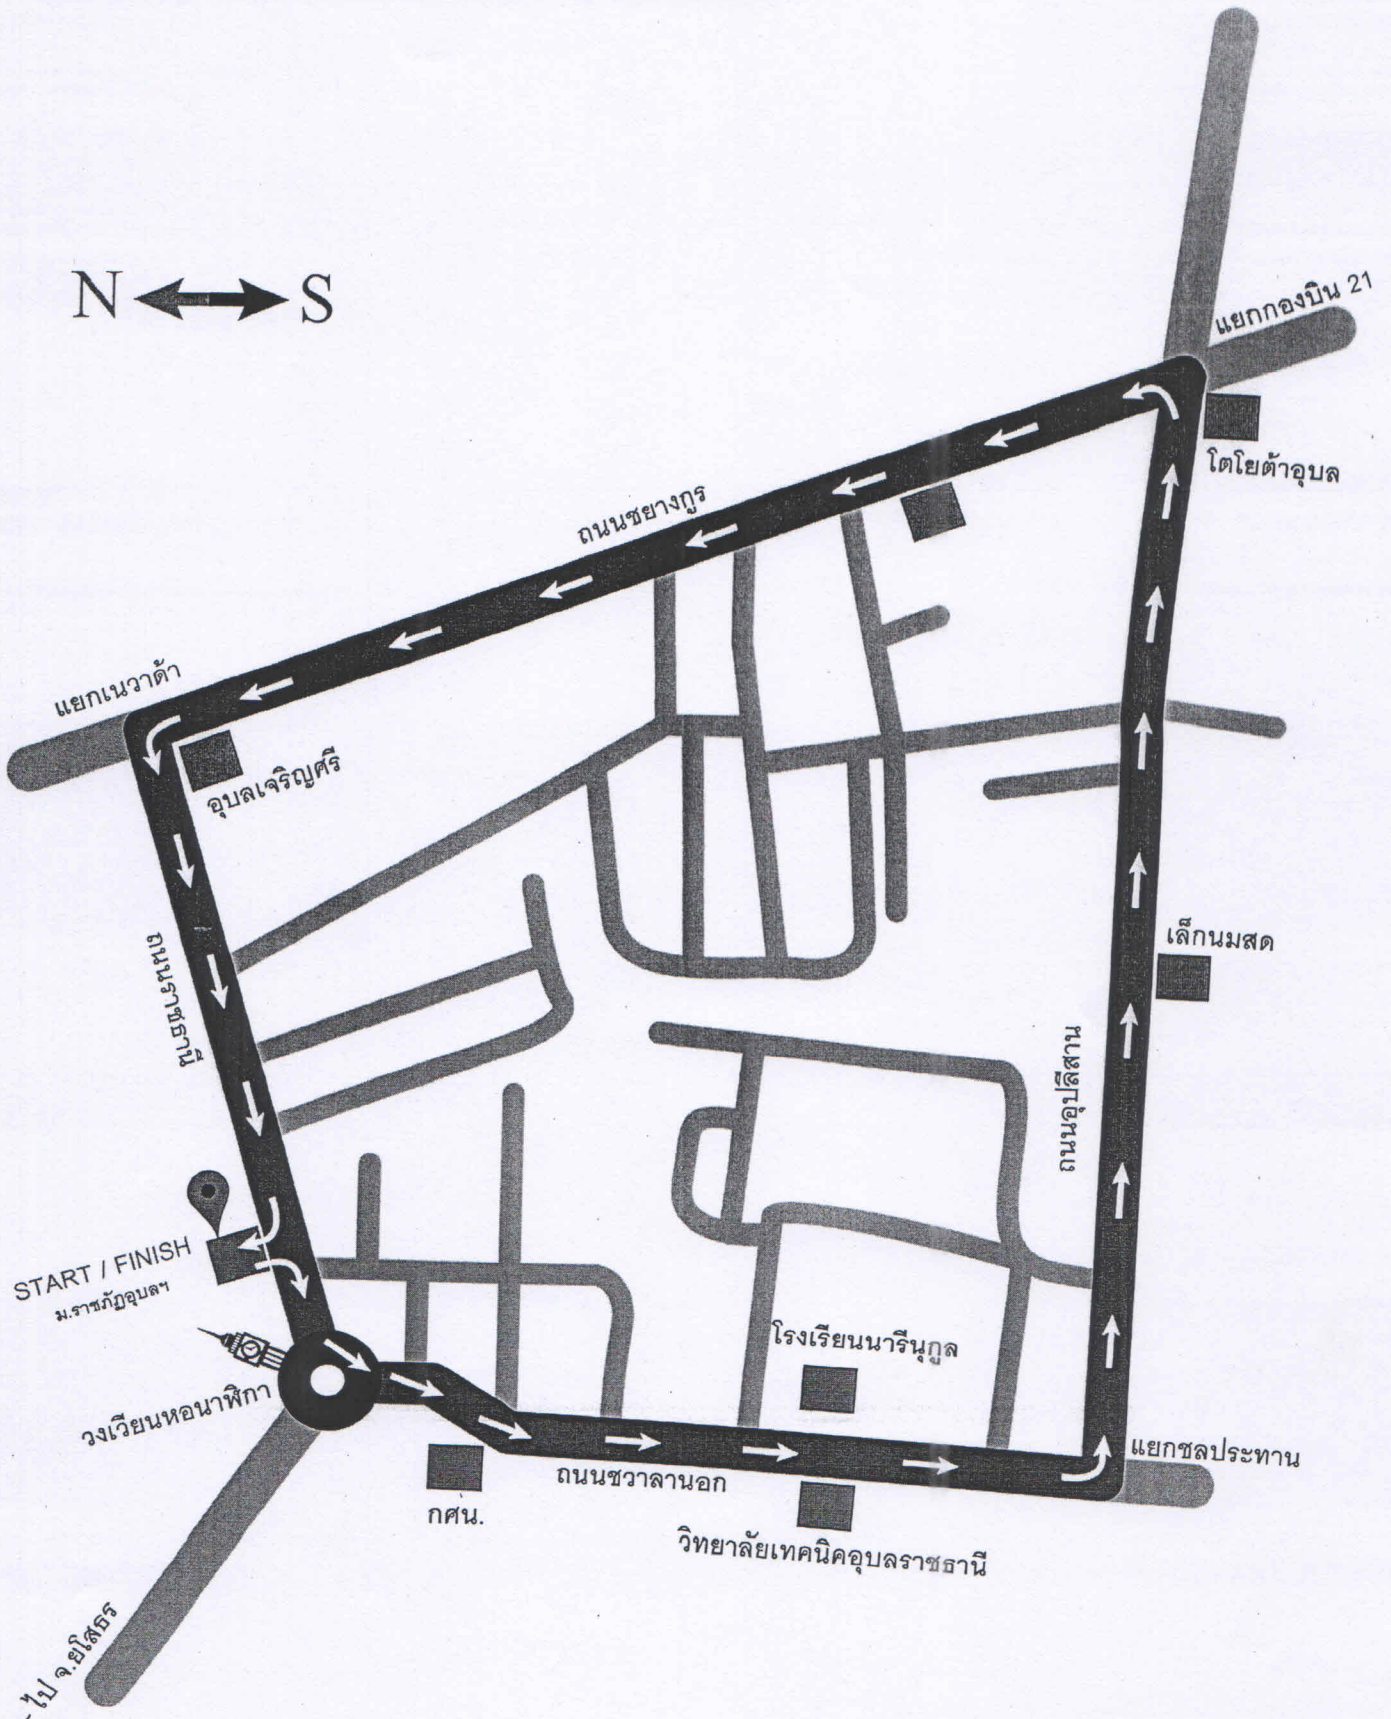 N S
แยกกองบิน 21
โตโยต้าอุบล
ถนนชยางกูร
แยกเนวาด้า
อุบลเจริญศรี
ถนนราชธานี
เล็กนมสด
ถนนอุปลีสาน
START / FINISH
ม.ราชภัฏอุบลฯ
วงเวียนหอนาฬิกา
โรงเรียนนารีนุกูล
แยกชลประทาน
ถนนชวาลานอก
กศน.
วิทยาลัยเทคนิคอุบลราชธานี
ไป จ.ยโสธร